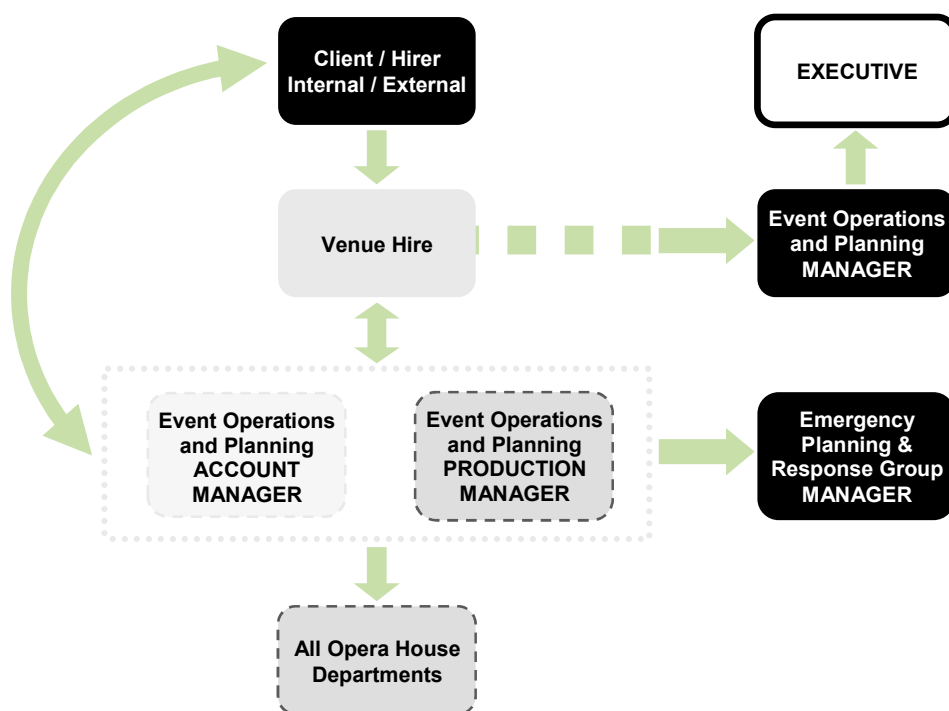 Client / Hirer
Internal / External
EXECUTIVE
Venue Hire
Event Operations
and Planning
MANAGER
Event Operations
and Planning
ACCOUNT
MANAGER
Event Operations
and Planning
PRODUCTION
MANAGER
Emergency
Planning &
Response Group
MANAGER
All Opera House
Departments